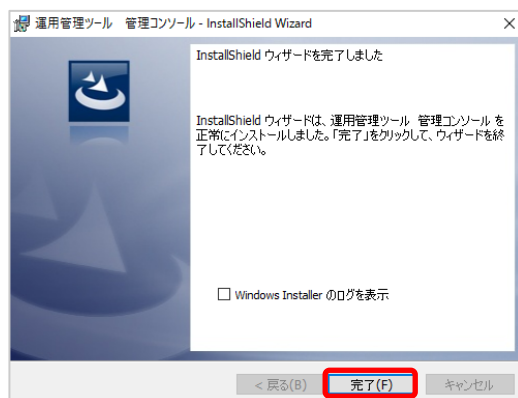 運用管理ツール　管理コンソール - InstallShield Wizard
InstallShield ウィザードを完了しました
InstallShield ウィザードは、運用管理ツール　管理コンソール を
正常にインストールしました。「完了」をクリックして、ウィザードを終
了してください。
Windows Installer のログを表示
< 戻る(B)　完了(F)　キャンセル